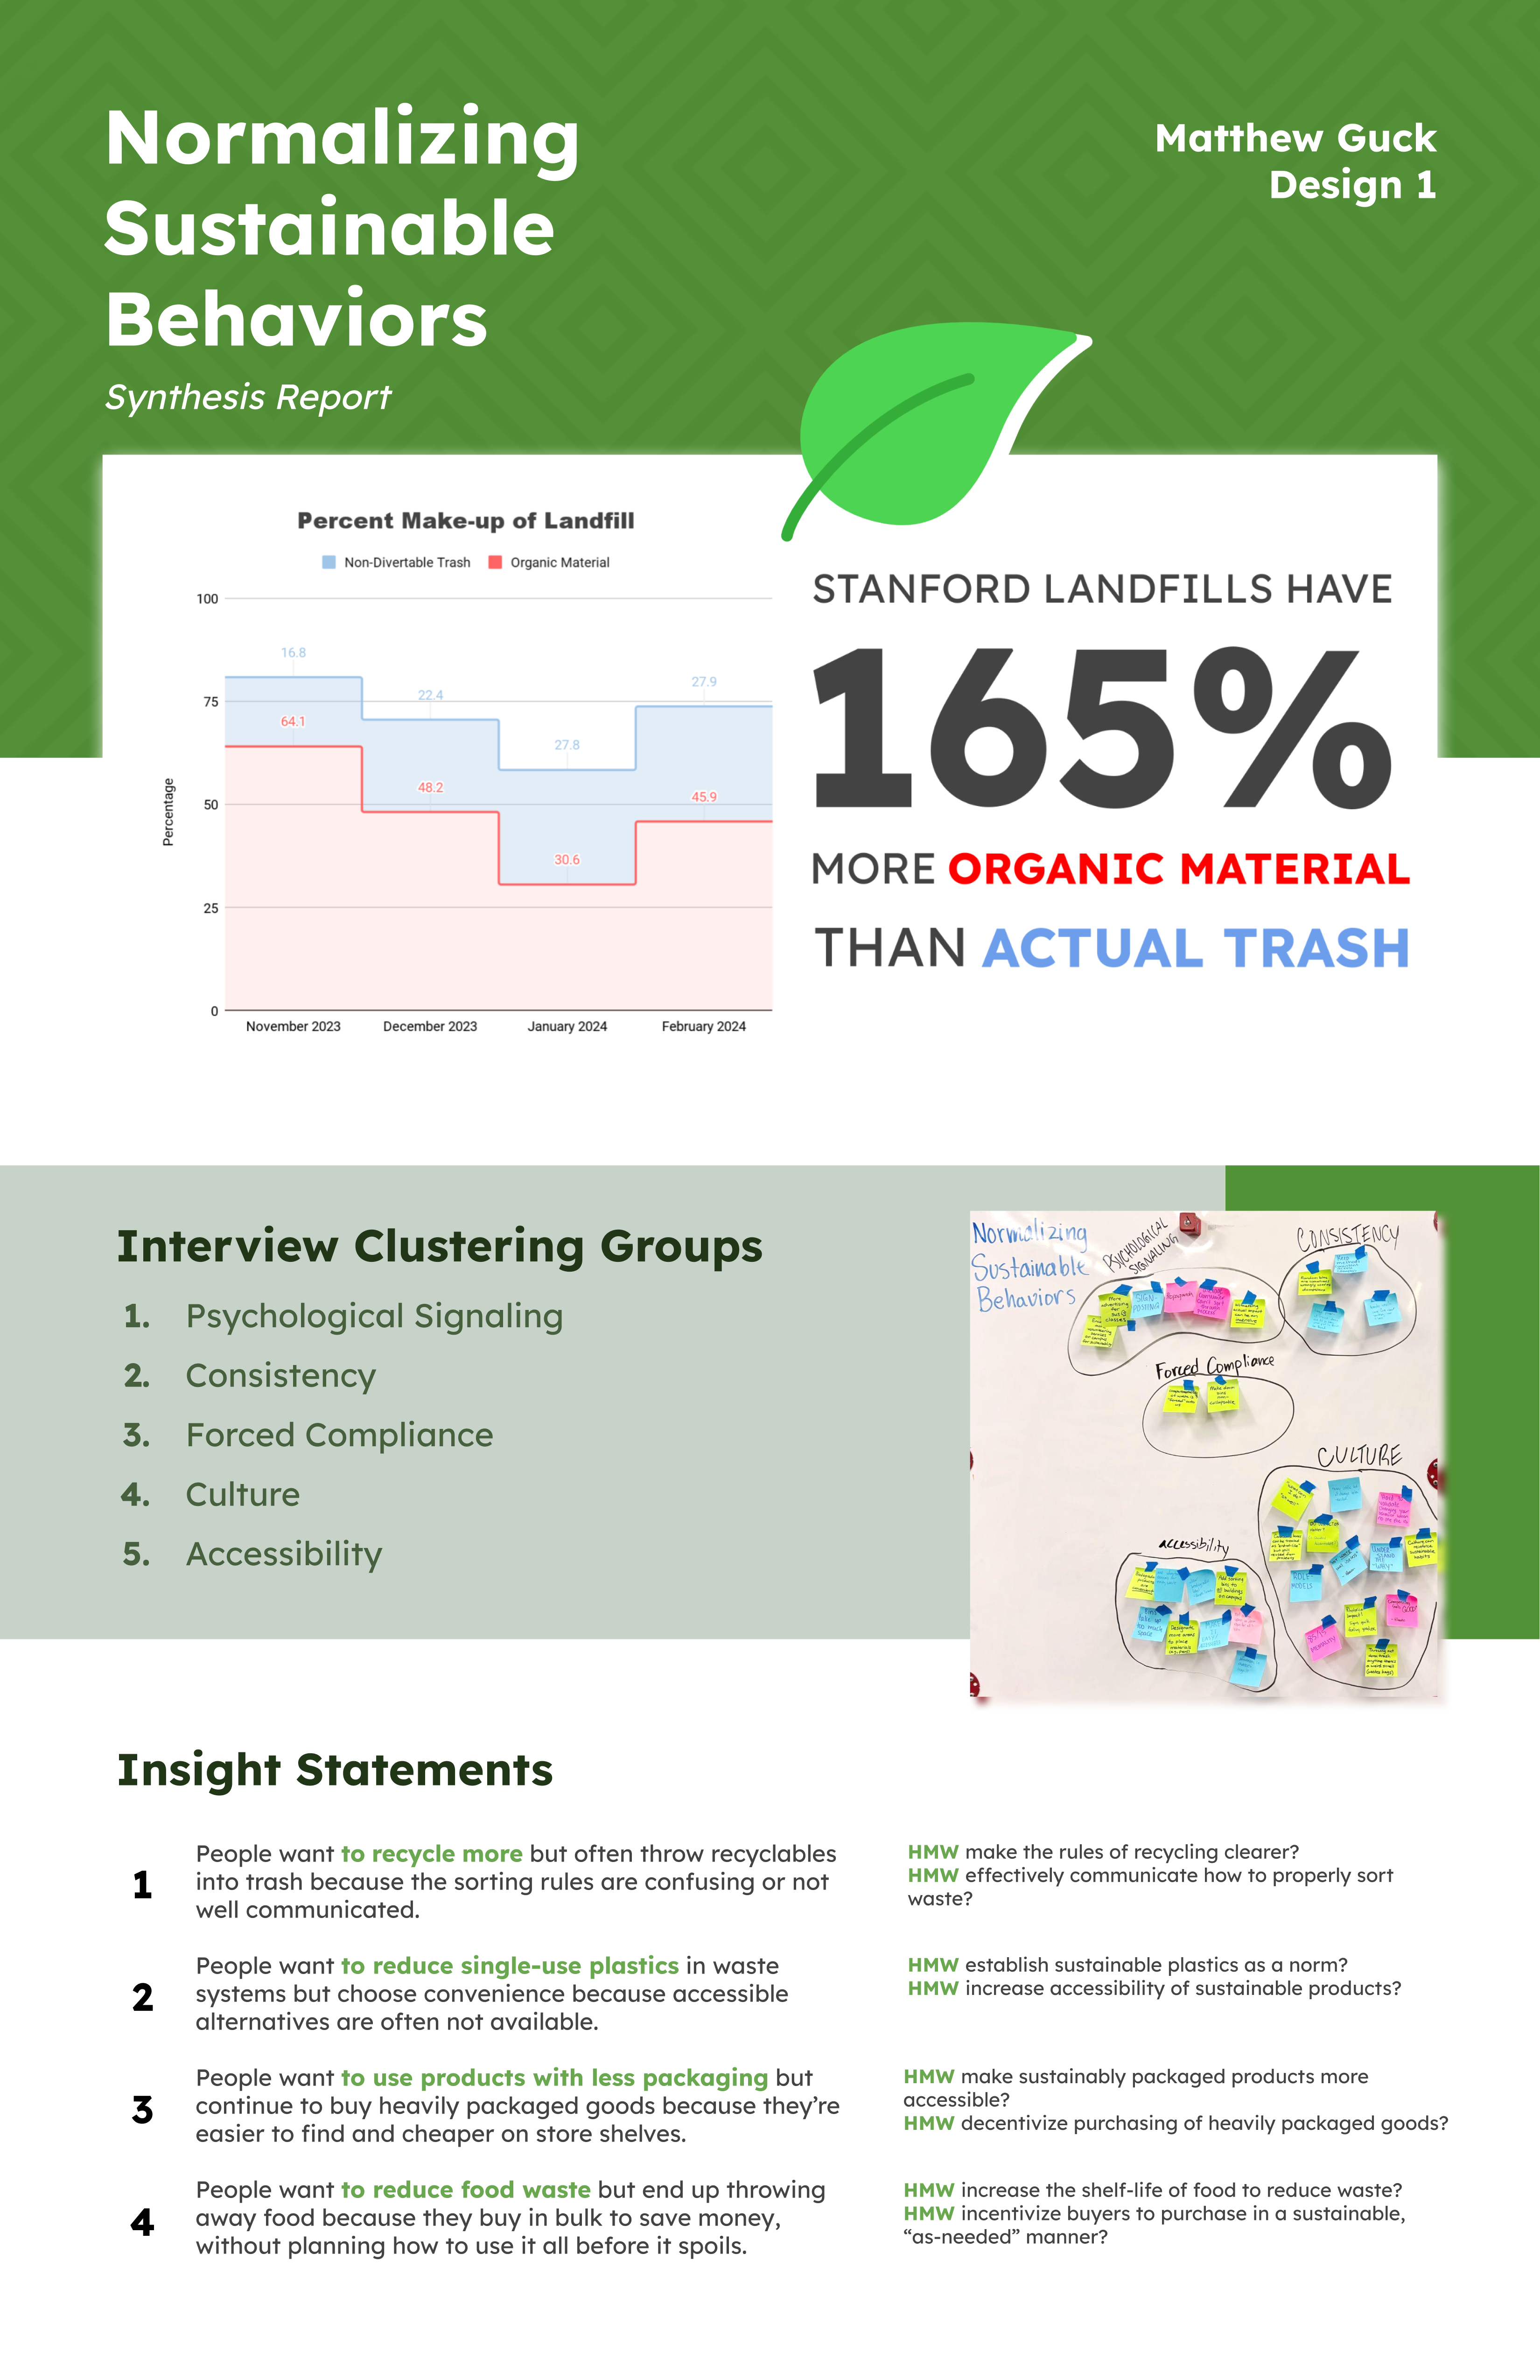 Normalizing
Sustainable
Behaviors
Synthesis Report
Matthew Guck
Design 1
Percent Make-up of Landfill
Non-Divertable Trash
Organic Material
Percentage
100
75
50
25
0
16.8
22.4
27.8
27.9
64.1
48.2
30.6
45.9
November 2023
December 2023
January 2024
February 2024
STANFORD LANDFILLS HAVE
165%
MORE ORGANIC MATERIAL
THAN ACTUAL TRASH
Interview Clustering Groups
1. Psychological Signaling
2. Consistency
3. Forced Compliance
4. Culture
5. Accessibility
Normalizing
Sustainable
Behaviors
PSYCHOLOGICAL
SIGNALING
CONSISTENCY
Forced Compliance
CULTURE
accessibility
Insight Statements
1
People want to recycle more but often throw recyclables
into trash because the sorting rules are confusing or not
well communicated.
HMW make the rules of recycling clearer?
HMW effectively communicate how to properly sort
waste?
2
People want to reduce single-use plastics in waste
systems but choose convenience because accessible
alternatives are often not available.
HMW establish sustainable plastics as a norm?
HMW increase accessibility of sustainable products?
3
People want to use products with less packaging but
continue to buy heavily packaged goods because they're
easier to find and cheaper on store shelves.
HMW make sustainably packaged products more
accessible?
HMW decentivize purchasing of heavily packaged goods?
4
People want to reduce food waste but end up throwing
away food because they buy in bulk to save money,
without planning how to use it all before it spoils.
HMW increase the shelf-life of food to reduce waste?
HMW incentivize buyers to purchase in a sustainable,
“as-needed” manner?